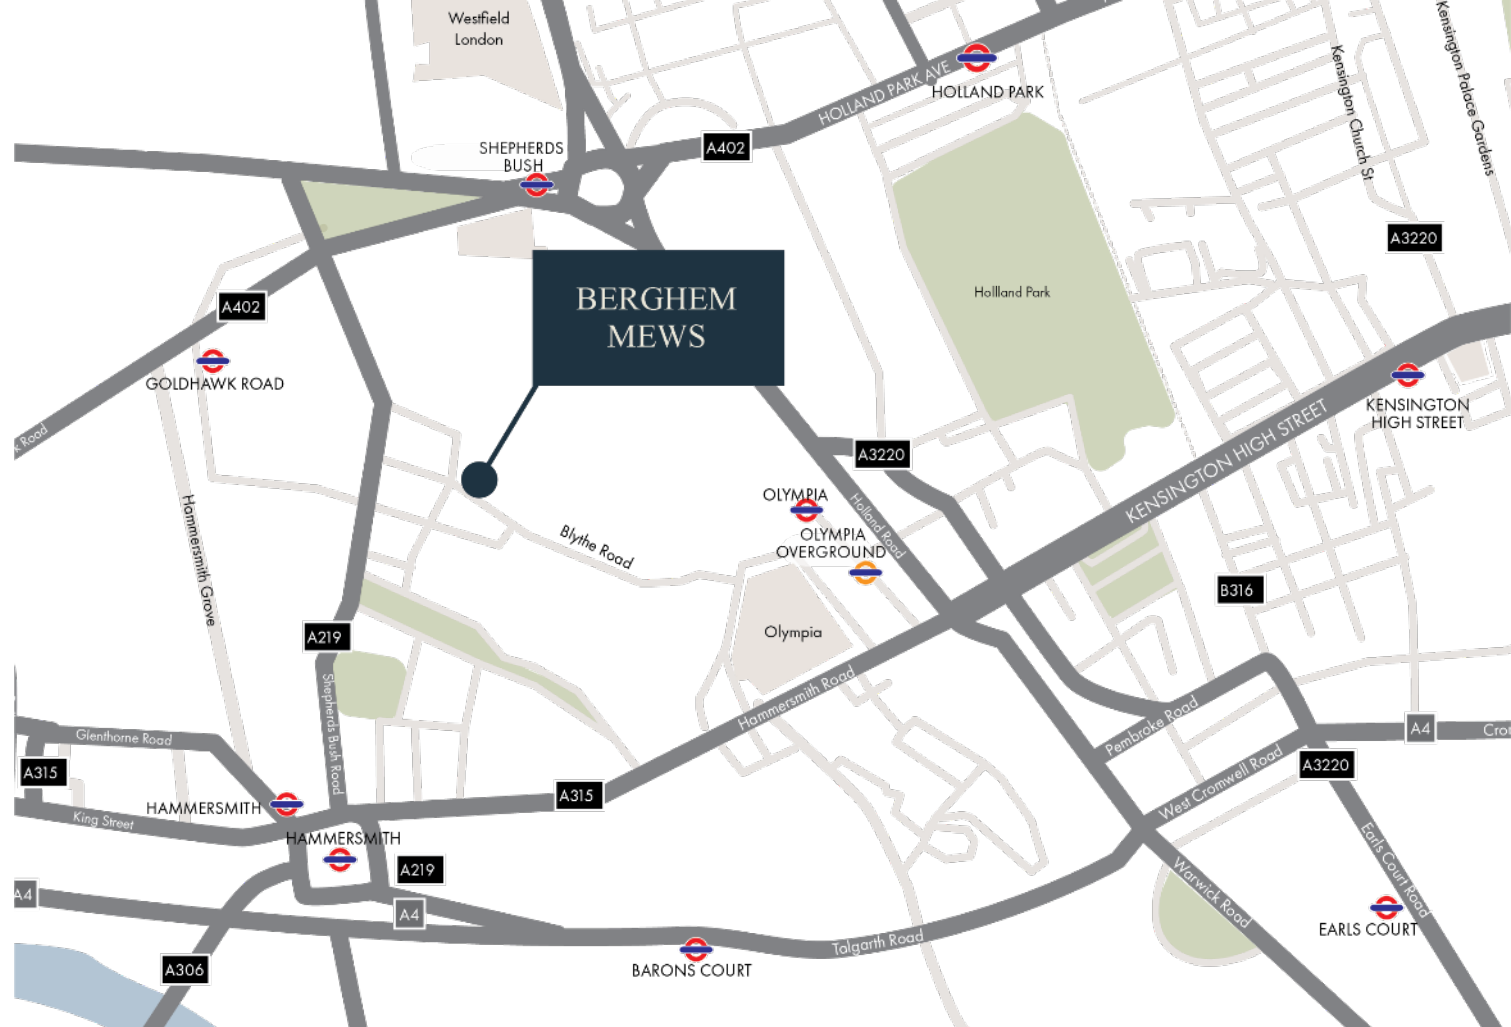 Westfield
London
Kensington Palace Gardens
Kensington Church St
HOLLAND PARK AVE
HOLLAND PARK
SHEPHERDS
BUSH
A402
A3220
BERGHEM
MEWS
Hollland Park
A402
GOLDHAWK ROAD
KENSINGTON
HIGH STREET
KENSINGTON HIGH STREET
k Road
A3220
OLYMPIA
Holland Road
OLYMPIA
OVERGROUND
Hammersmith Grove
Blythe Road
B316
A219
Olympia
Shepherds Bush Road
Hammersmith Road
Pembroke Road
Glenthorne Road
A4
Cro
A315
A3220
West Cromwell Road
A315
HAMMERSMITH
King Street
HAMMERSMITH
A219
Earls Court Road
Warwick Road
A4
A4
EARLS COURT
Talgarth Road
A306
BARONS COURT